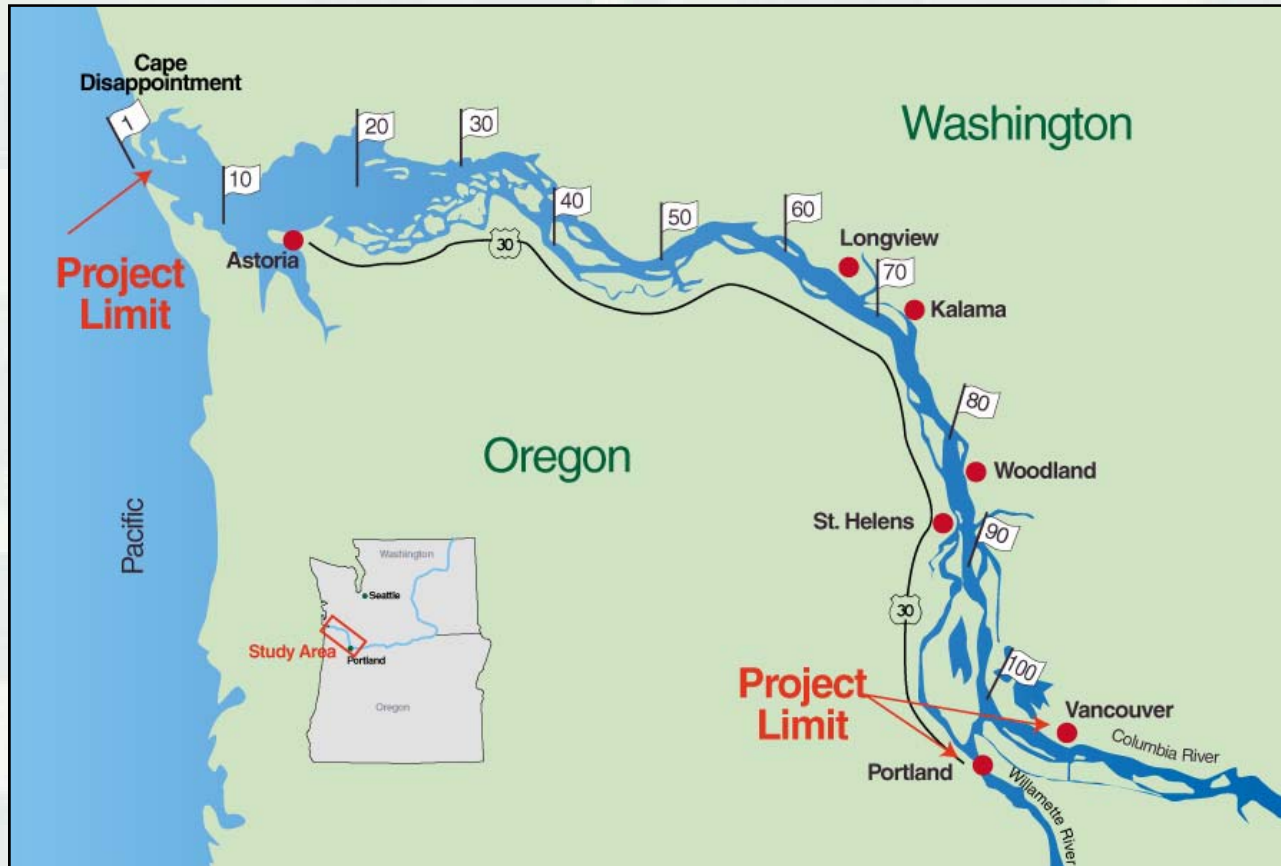 Cape
Disappointment
1
10
20
30
40
50
60
70
80
90
100
Washington
Project
Limit
Astoria
30
Longview
Kalama
Oregon
Woodland
St. Helens
Pacific
30
Washington
Seattle
Study Area
Portland
Oregon
Project
Limit
Vancouver
Columbia River
Portland
Willamette River